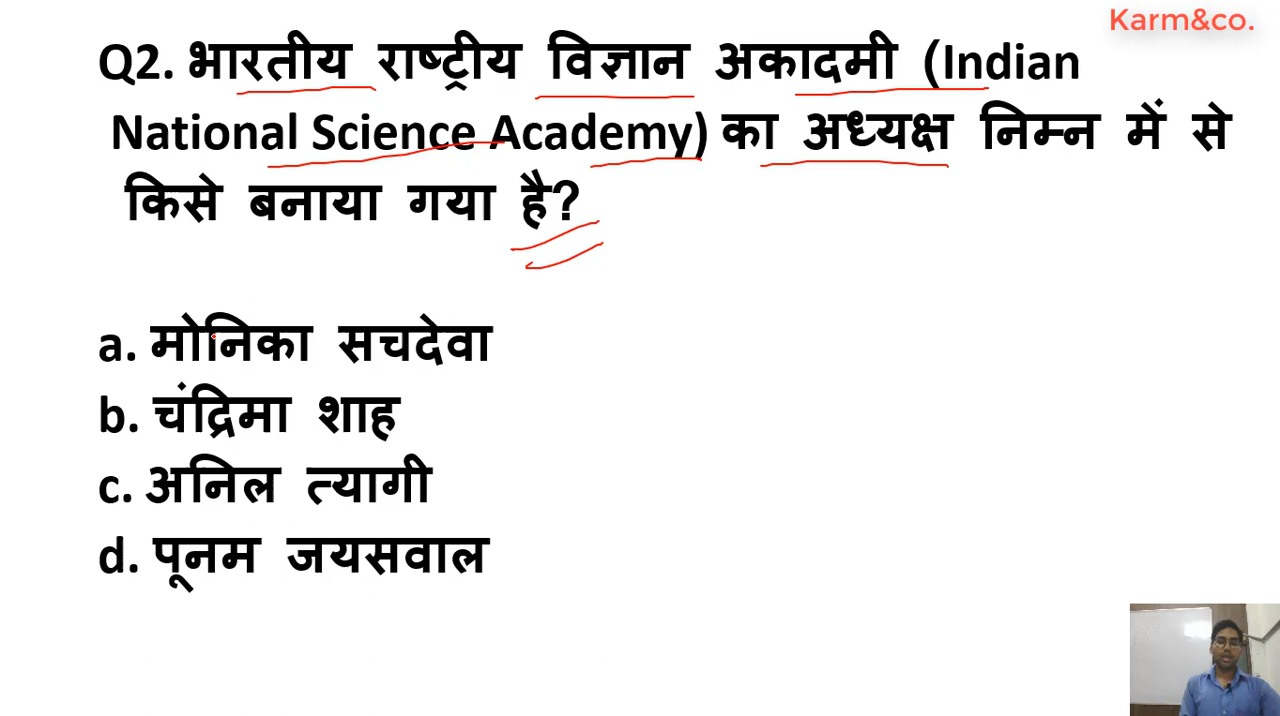 Karm&co.
Q2. भारतीय राष्ट्रीय विज्ञान अकादमी (Indian
National Science Academy) का अध्यक्ष निम्न में से
किसे बनाया गया है?
a. मोनिका सचदेवा
b. चंद्रिमा शाह
c. अनिल त्यागी
d. पूनम जयसवाल